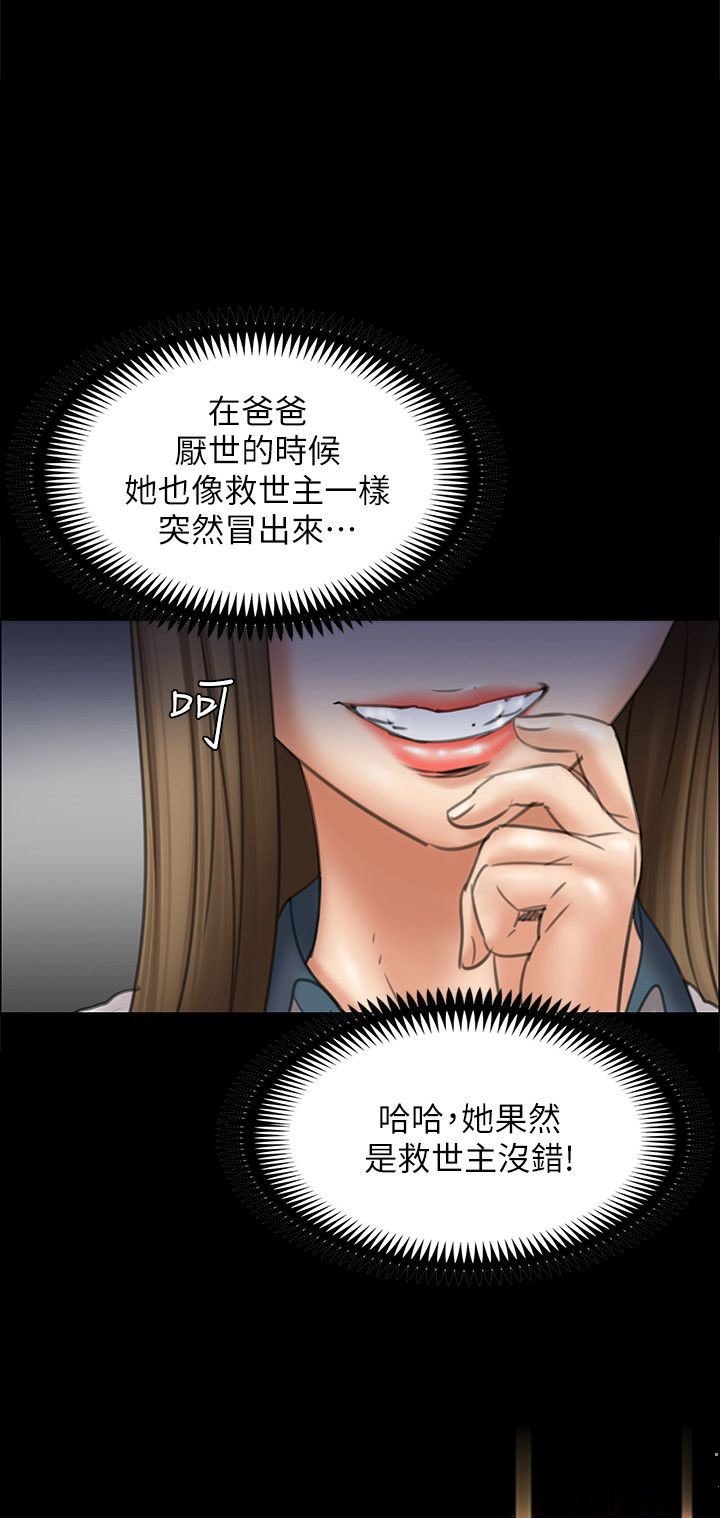 在爸爸
厭世的時候
她也像救世主一樣
突然冒出來…
呵
哈哈,她果然
是救世主沒錯!